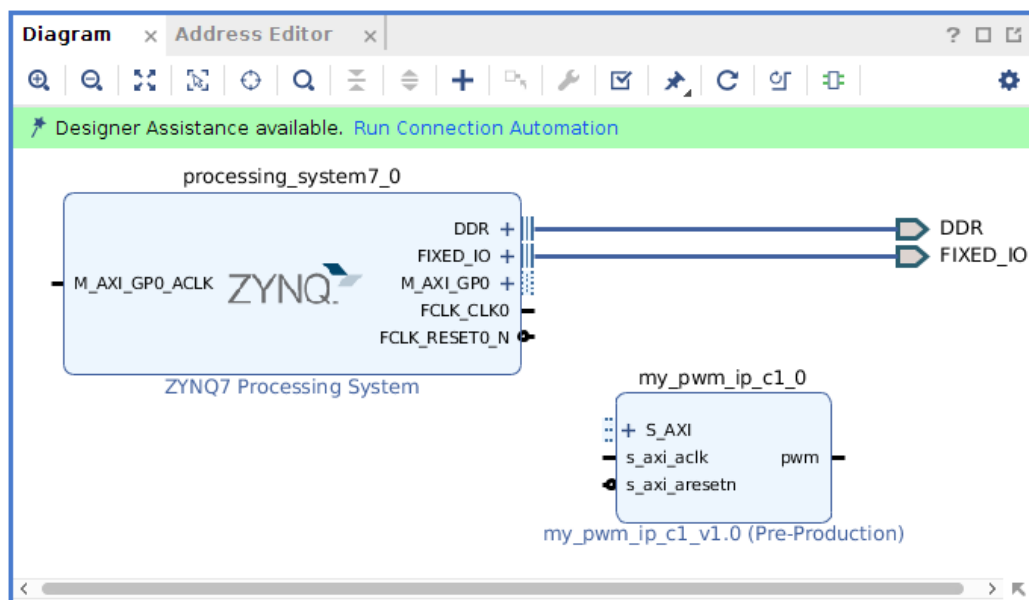 Diagram × Address Editor ×
Designer Assistance available. Run Connection Automation
processing_system7_0
DDR
FIXED_IO
M_AXI_GP0_ACLK ZYNQ M_AXI_GP0
FCLK_CLK0
FCLK_RESET0_N
ZYNQ7 Processing System
DDR
FIXED_IO
my_pwm_ip_c1_0
S_AXI
s_axi_aclk pwm
s_axi_aresetn
my_pwm_ip_c1_v1.0 (Pre-Production)